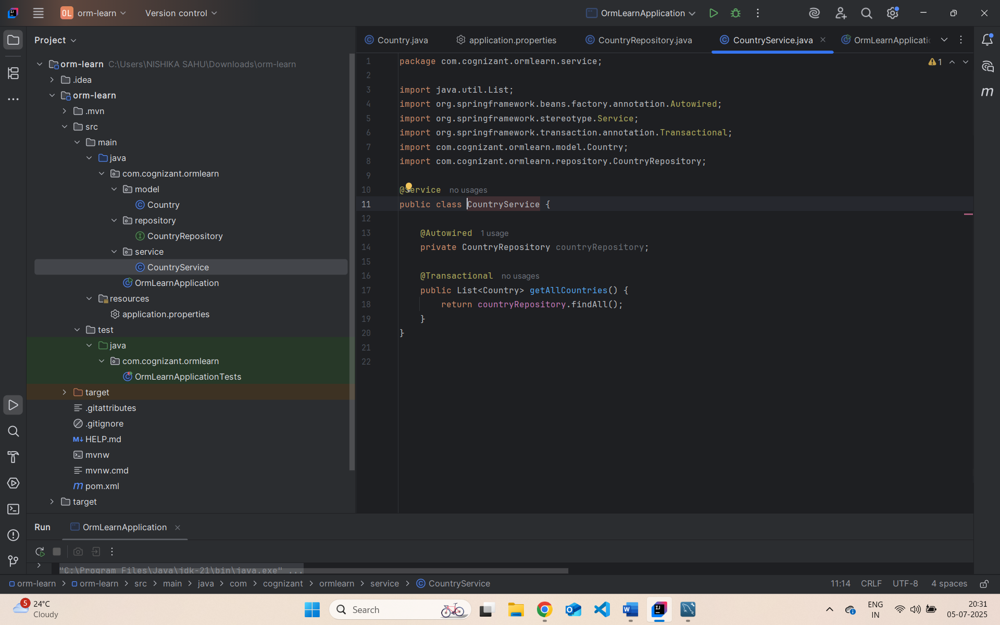 OL orm-learn Version control OrmLearnApplication
Project
Country.java application.properties CountryRepository.java CountryService.java OrmLearnApplicati
orm-learn C:\Users\NISHIKA SAHU\Downloads\orm-learn
.idea
orm-learn
.mvn
src
main
java
com.cognizant.ormlearn
model
Country
repository
CountryRepository
service
CountryService
OrmLearnApplication
resources
application.properties
test
java
com.cognizant.ormlearn
OrmLearnApplicationTests
target
.gitattributes
.gitignore
M↓ HELP.md
mvnw
mvnw.cmd
m pom.xml
target
1 package com.cognizant.ormlearn.service;
2
3 import java.util.List;
4 import org.springframework.beans.factory.annotation.Autowired;
5 import org.springframework.stereotype.Service;
6 import org.springframework.transaction.annotation.Transactional;
7 import com.cognizant.ormlearn.model.Country;
8 import com.cognizant.ormlearn.repository.CountryRepository;
9
10 @Service no usages
11 public class CountryService {
12
13 @Autowired 1 usage
14 private CountryRepository countryRepository;
15
16 @Transactional no usages
17 public List<Country> getAllCountries() {
18 return countryRepository.findAll();
19 }
20 }
21
22
1
m
Run OrmLearnApplication
"C:\Program Files\Java\jdk-21\bin\java.exe" ...
orm-learn > orm-learn > src > main > java > com > cognizant > ormlearn > service > CountryService 11:14 CRLF UTF-8 4 spaces
5 24°C
Cloudy
Search
ENG
IN
20:31
05-07-2025